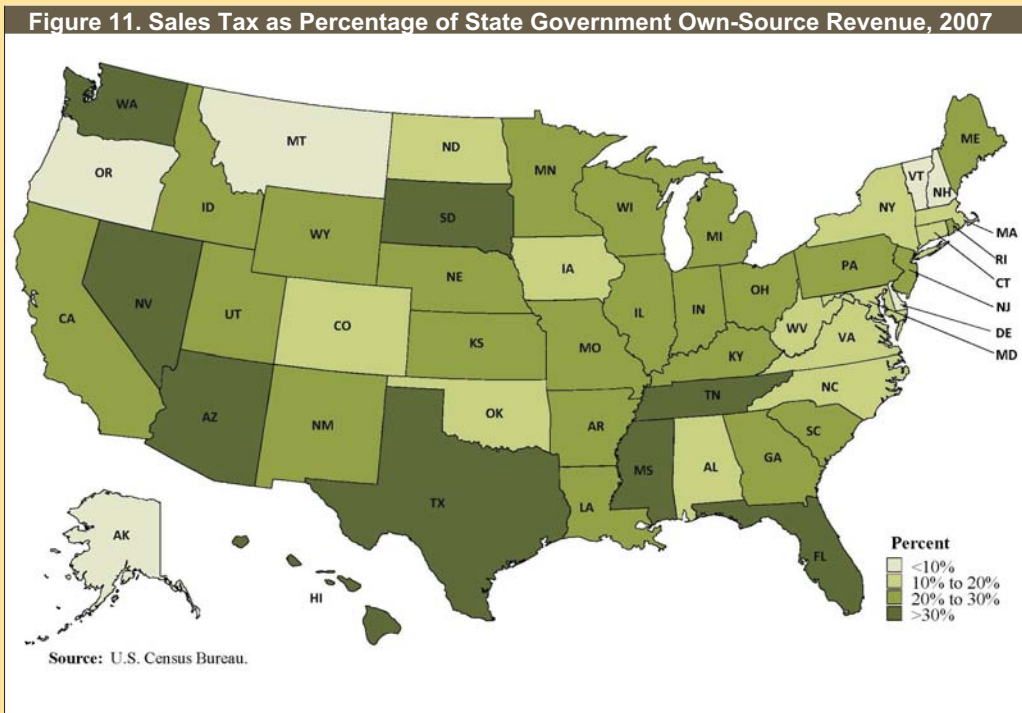 Figure 11. Sales Tax as Percentage of State Government Own-Source Revenue, 2007
WA
MT
ND
MN
ME
OR
ID
SD
WI
VT
NH
NY
MA
WY
MI
RI
CT
IA
PA
NJ
NE
NV
UT
CO
IL
IN
OH
DE
CA
WV
VA
MD
KS
MO
KY
NC
TN
AZ
NM
OK
AR
SC
MS
AL
GA
TX
LA
FL
AK
HI
Percent
<10%
10% to 20%
20% to 30%
>30%
Source: U.S. Census Bureau.